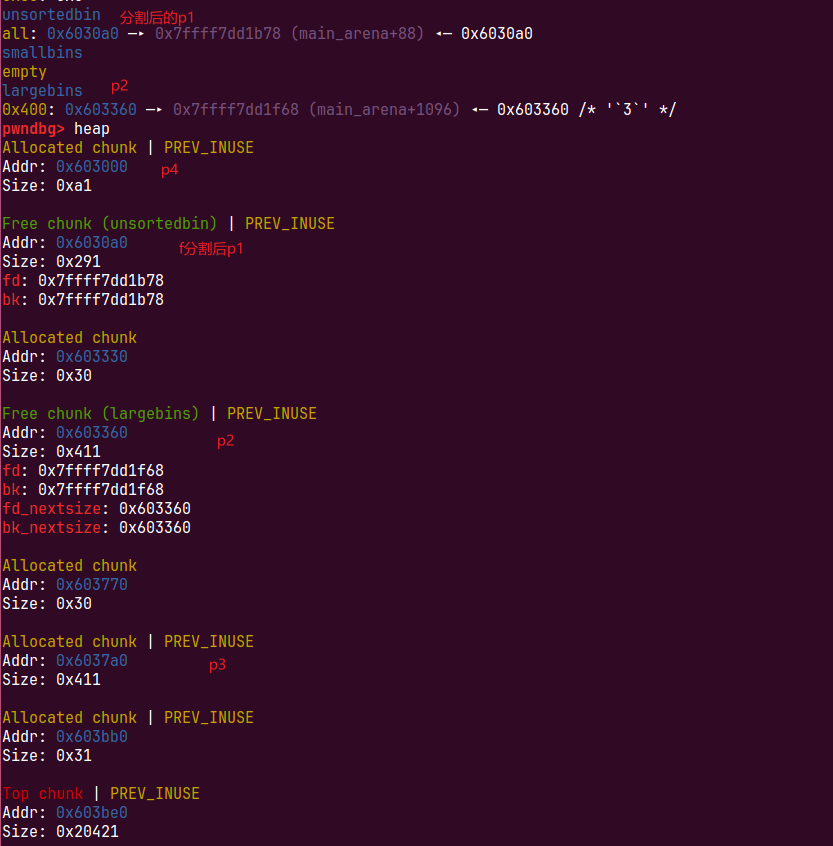 unsortedbin 分割后的p1
all: 0x6030a0 —▸ 0x7ffff7dd1b78 (main_arena+88) ◂— 0x6030a0
smallbins
empty
largebins p2
0x400: 0x603360 —▸ 0x7ffff7dd1f68 (main_arena+1096) ◂— 0x603360 /* '`3`' */
pwndbg> heap
Allocated chunk | PREV_INUSE
Addr: 0x603000 p4
Size: 0xa1
Free chunk (unsortedbin) | PREV_INUSE
Addr: 0x6030a0 f分割后p1
Size: 0x291
fd: 0x7ffff7dd1b78
bk: 0x7ffff7dd1b78
Allocated chunk
Addr: 0x603330
Size: 0x30
Free chunk (largebins) | PREV_INUSE
Addr: 0x603360 p2
Size: 0x411
fd: 0x7ffff7dd1f68
bk: 0x7ffff7dd1f68
fd_nextsize: 0x603360
bk_nextsize: 0x603360
Allocated chunk
Addr: 0x603770
Size: 0x30
Allocated chunk | PREV_INUSE
Addr: 0x6037a0 p3
Size: 0x411
Allocated chunk | PREV_INUSE
Addr: 0x603bb0
Size: 0x31
Top chunk | PREV_INUSE
Addr: 0x603be0
Size: 0x20421